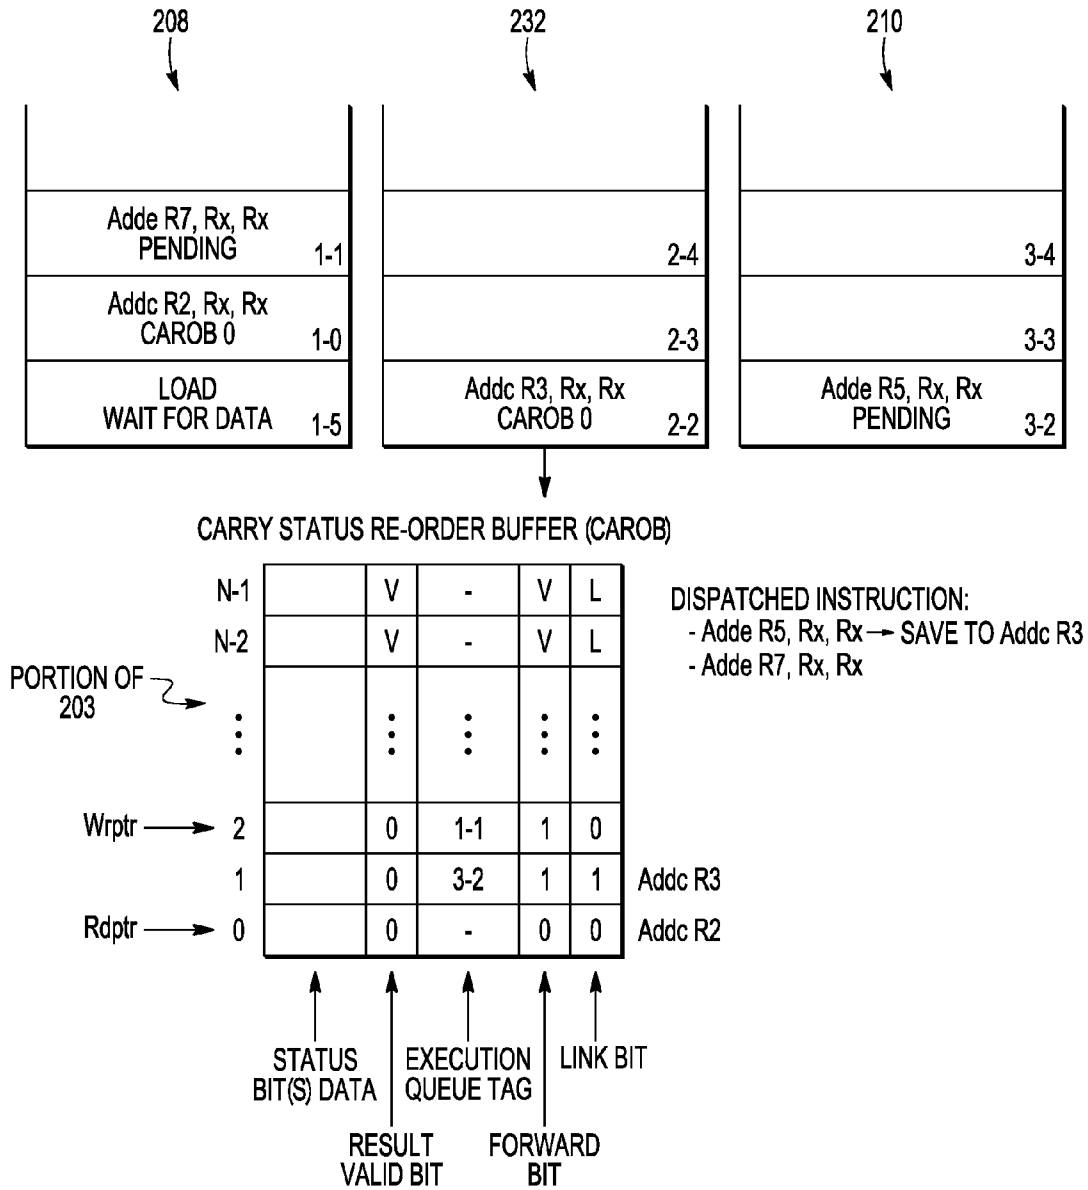 208
232
210
Adde R7, Rx, Rx
PENDING
1-1
2-4
3-4
Addc R2, Rx, Rx
CAROB 0
1-0
2-3
3-3
LOAD
WAIT FOR DATA
1-5
Addc R3, Rx, Rx
CAROB 0
2-2
Adde R5, Rx, Rx
PENDING
3-2
CARRY STATUS RE-ORDER BUFFER (CAROB)
N-1 V - V L
N-2 V - V L
DISPATCHED INSTRUCTION:
- Adde R5, Rx, Rx → SAVE TO Addc R3
- Adde R7, Rx, Rx
PORTION OF
203
Wrptr 2 0 1-1 1 0
1 0 3-2 1 1 Addc R3
Rdptr 0 0 - 0 0 Addc R2
STATUS
BIT(S) DATA
EXECUTION
QUEUE TAG
LINK BIT
RESULT
VALID BIT
FORWARD
BIT